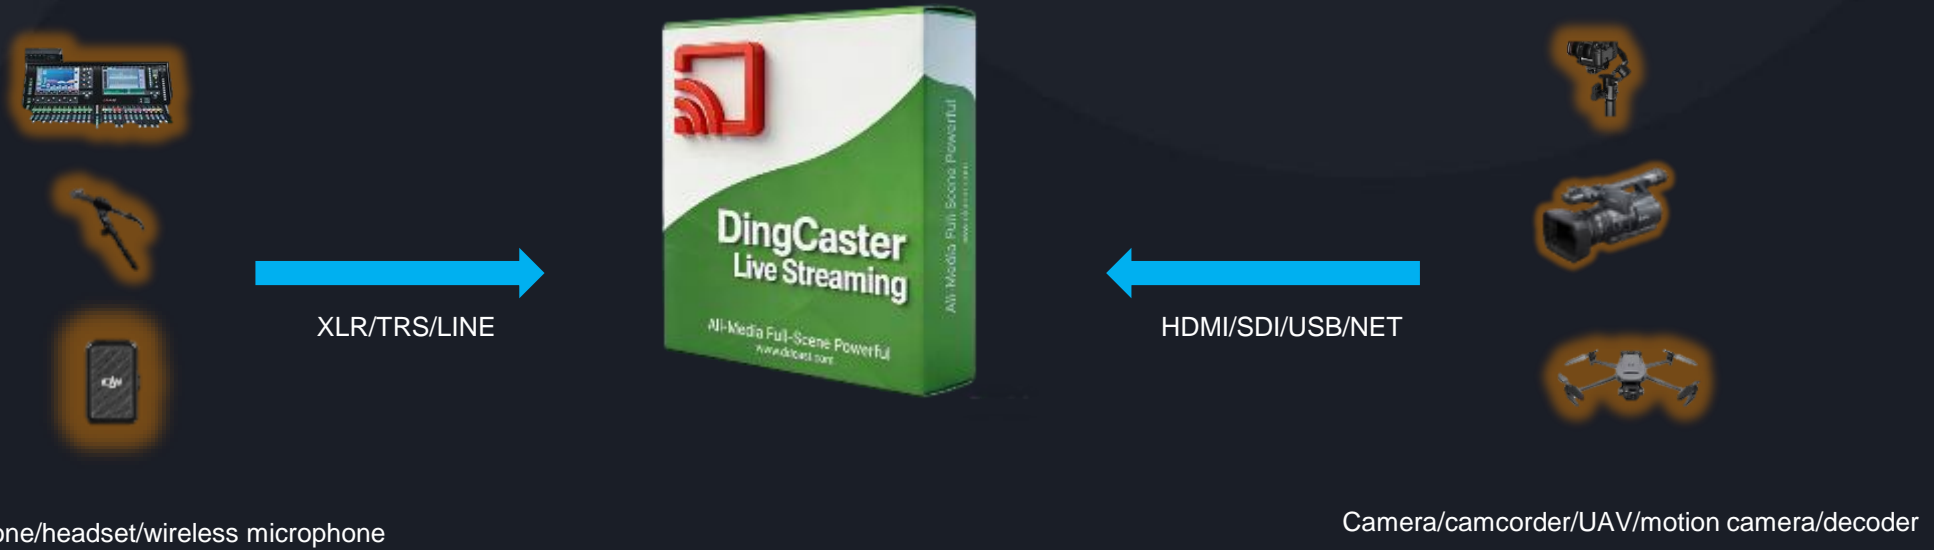 DingCaster
Live Streaming
All-Media Full-Scene Powerful
All-Media Full-Scene Powerful
XLR/TRS/LINE
HDMI/SDI/USB/NET
one/headset/wireless microphone
Camera/camcorder/UAV/motion camera/decoder